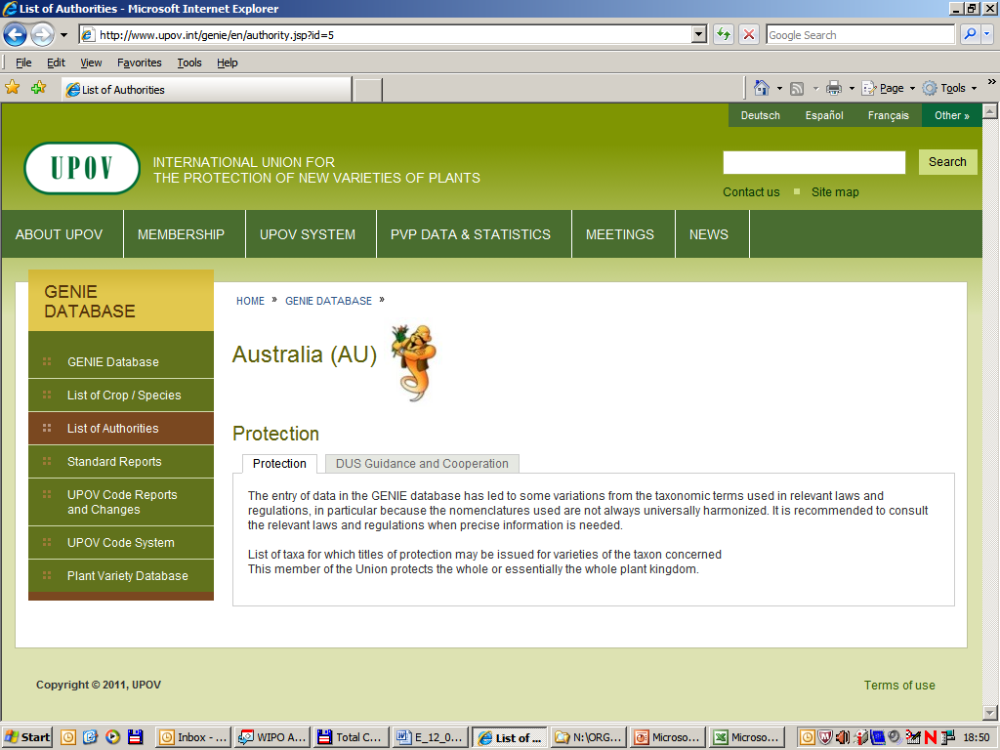 List of Authorities - Microsoft Internet Explorer
http://www.upov.int/genie/en/authority.jsp?id=5
Google Search
File Edit View Favorites Tools Help
List of Authorities
Page Tools »
Deutsch Español Français Other »
UPOV
INTERNATIONAL UNION FOR
THE PROTECTION OF NEW VARIETIES OF PLANTS
Search
Contact us Site map
ABOUT UPOV MEMBERSHIP UPOV SYSTEM PVP DATA & STATISTICS MEETINGS NEWS
GENIE
DATABASE
GENIE Database
List of Crop / Species
List of Authorities
Standard Reports
UPOV Code Reports
and Changes
UPOV Code System
Plant Variety Database
HOME » GENIE DATABASE »
Australia (AU)
Protection
Protection DUS Guidance and Cooperation
The entry of data in the GENIE database has led to some variations from the taxonomic terms used in relevant laws and
regulations, in particular because the nomenclatures used are not always universally harmonized. It is recommended to consult
the relevant laws and regulations when precise information is needed.
List of taxa for which titles of protection may be issued for varieties of the taxon concerned
This member of the Union protects the whole or essentially the whole plant kingdom.
Copyright © 2011, UPOV
Terms of use
Start Inbox - ... WIPO A... Total C... E_12_0... List of ... N:\ORG... Microso... Microso... 18:50